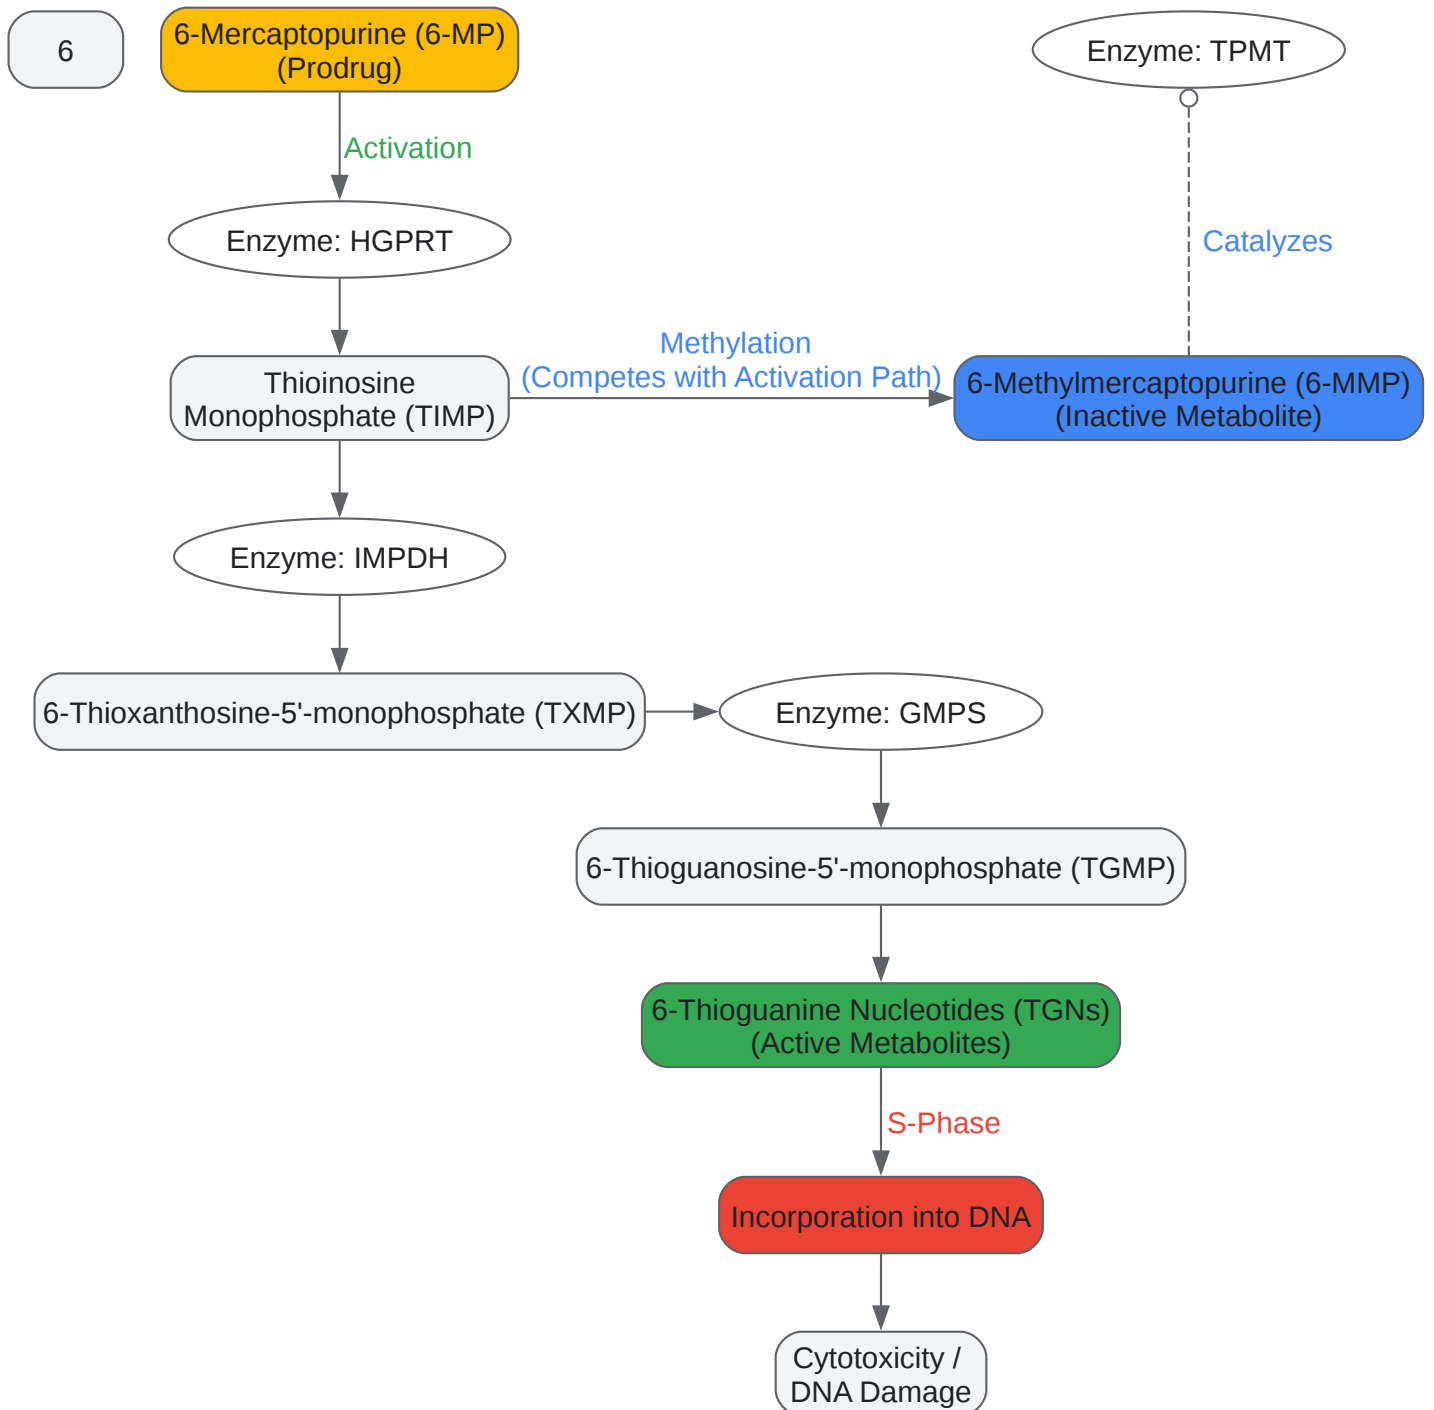 6
6-Mercaptopurine (6-MP)
(Prodrug)
Enzyme: TPMT
Activation
Enzyme: HGPRT
Catalyzes
Methylation
(Competes with Activation Path)
Thioinosine
Monophosphate (TIMP)
6-Methylmercaptopurine (6-MMP)
(Inactive Metabolite)
Enzyme: IMPDH
6-Thioxanthosine-5'-monophosphate (TXMP)
Enzyme: GMPS
6-Thioguanosine-5'-monophosphate (TGMP)
6-Thioguanine Nucleotides (TGNs)
(Active Metabolites)
S-Phase
Incorporation into DNA
Cytotoxicity /
DNA Damage